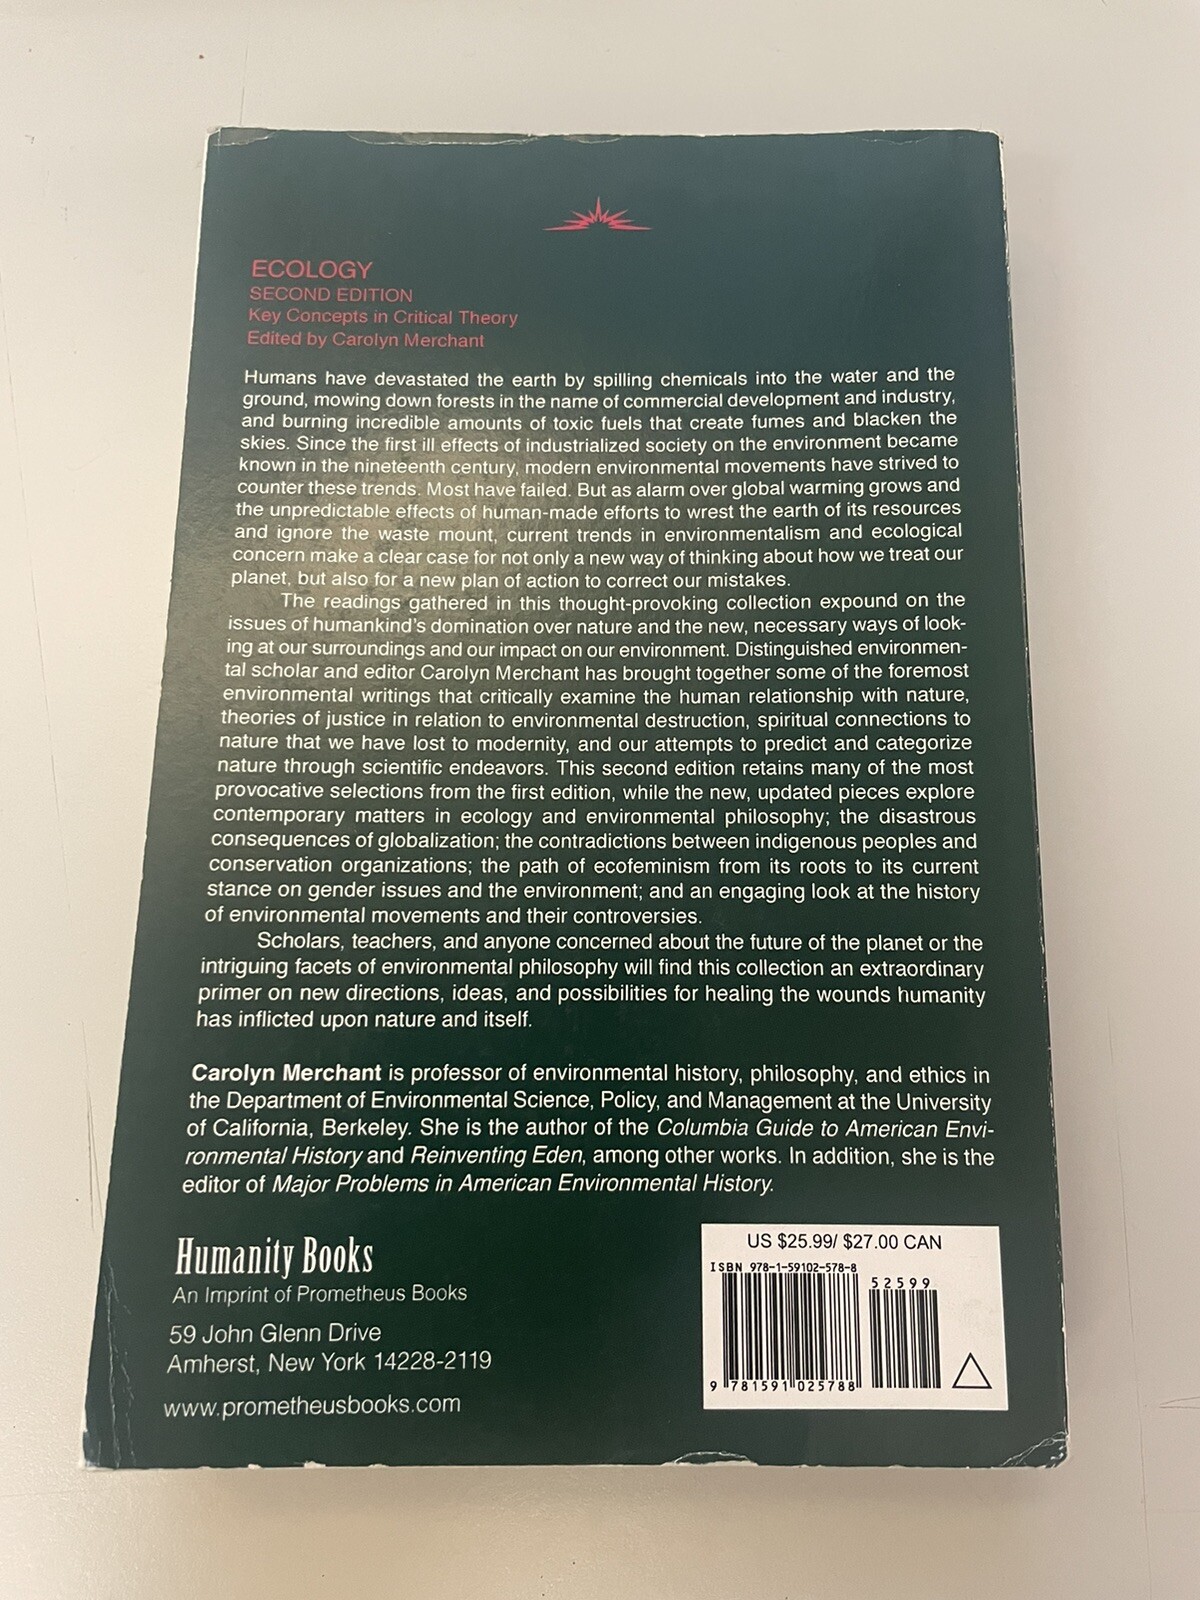 ECOLOGY
SECOND EDITION
Key Concepts in Critical Theory
Edited by Carolyn Merchant
Humans have devastated the earth by spilling chemicals into the water and the
ground, mowing down forests in the name of commercial development and industry,
and burning incredible amounts of toxic fuels that create fumes and blacken the
skies. Since the first ill effects of industrialized society on the environment became
known in the nineteenth century, modern environmental movements have strived to
counter these trends. Most have failed. But as alarm over global warming grows and
the unpredictable effects of human-made efforts to wrest the earth of its resources
and ignore the waste mount, current trends in environmentalism and ecological
concern make a clear case for not only a new way of thinking about how we treat our
planet, but also for a new plan of action to correct our mistakes.
The readings gathered in this thought-provoking collection expound on the
issues of humankind's domination over nature and the new, necessary ways of look-
ing at our surroundings and our impact on our environment. Distinguished environmen-
tal scholar and editor Carolyn Merchant has brought together some of the foremost
environmental writings that critically examine the human relationship with nature,
theories of justice in relation to environmental destruction, spiritual connections to
nature that we have lost to modernity, and our attempts to predict and categorize
nature through scientific endeavors. This second edition retains many of the most
provocative selections from the first edition, while the new, updated pieces explore
contemporary matters in ecology and environmental philosophy; the disastrous
consequences of globalization; the contradictions between indigenous peoples and
conservation organizations; the path of ecofeminism from its roots to its current
stance on gender issues and the environment; and an engaging look at the history
of environmental movements and their controversies.
Scholars, teachers, and anyone concerned about the future of the planet or the
intriguing facets of environmental philosophy will find this collection an extraordinary
primer on new directions, ideas, and possibilities for healing the wounds humanity
has inflicted upon nature and itself.
Carolyn Merchant is professor of environmental history, philosophy, and ethics in
the Department of Environmental Science, Policy, and Management at the University
of California, Berkeley. She is the author of the Columbia Guide to American Envi-
ronmental History and Reinventing Eden, among other works. In addition, she is the
editor of Major Problems in American Environmental History.
Humanity Books
An Imprint of Prometheus Books
59 John Glenn Drive
Amherst, New York 14228-2119
www.prometheusbooks.com
US $25.99/ $27.00 CAN
ISBN 978-1-59102-578-8
52599
9 781591 025788